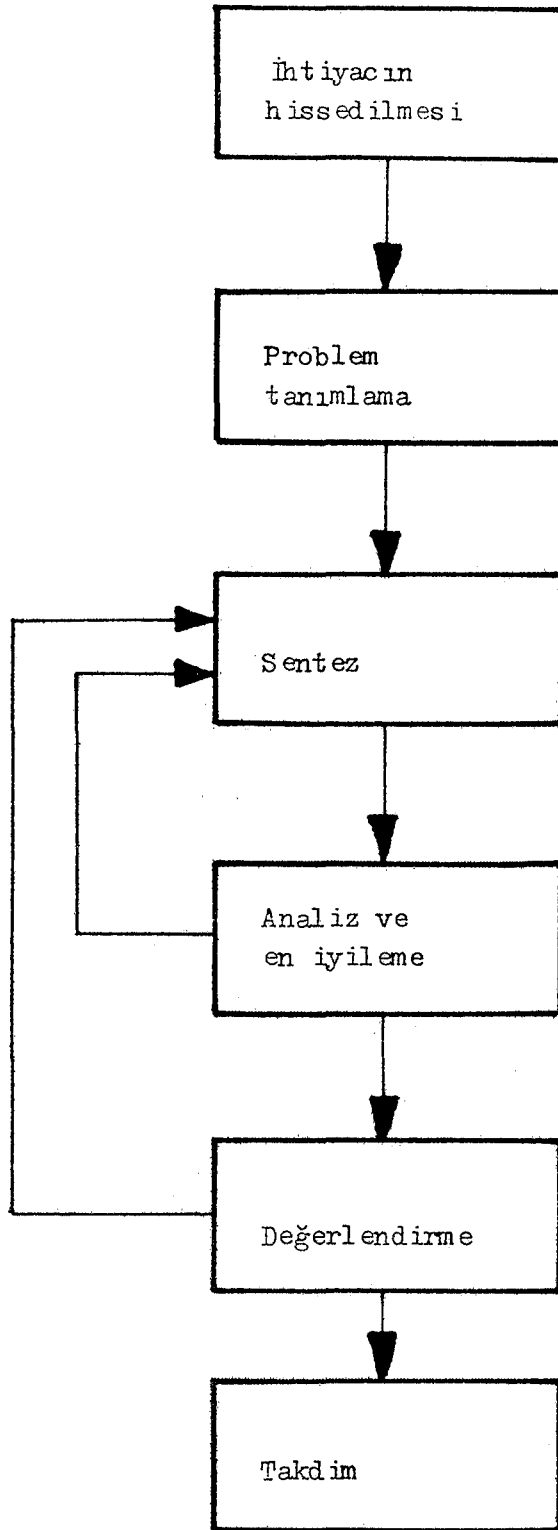 İhtiyacın
hissedilmesi
Problem
tanımlama
Sentez
Analiz ve
en iyileme
Değerlendirme
Takdim